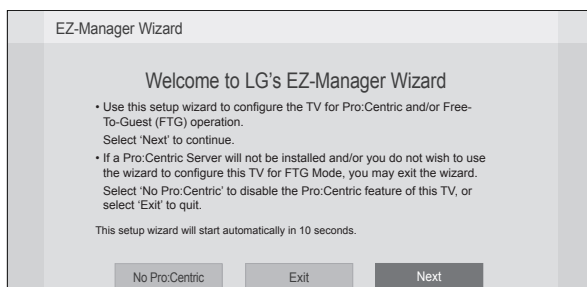 EZ-Manager Wizard
Welcome to LG's EZ-Manager Wizard
• Use this setup wizard to configure the TV for Pro:Centric and/or Free-
To-Guest (FTG) operation.
Select 'Next' to continue.
• If a Pro:Centric Server will not be installed and/or you do not wish to use
the wizard to configure this TV for FTG Mode, you may exit the wizard.
Select 'No Pro:Centric' to disable the Pro:Centric feature of this TV, or
select 'Exit' to quit.
This setup wizard will start automatically in 10 seconds.
No Pro:Centric Exit Next